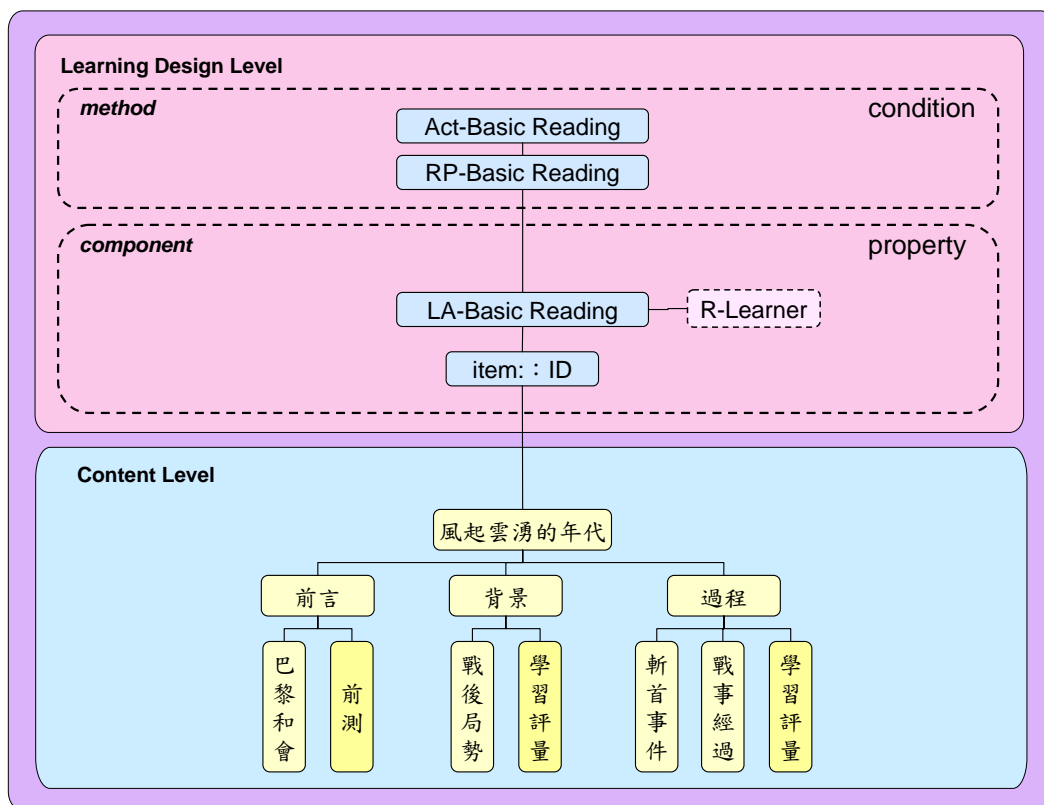 Learning Design Level
method
condition
Act-Basic Reading
RP-Basic Reading
component
property
LA-Basic Reading
R-Learner
item:：ID
Content Level
風起雲湧的年代
前言
背景
過程
巴黎和會
前測
戰後局勢
學習評量
斬首事件
戰事經過
學習評量